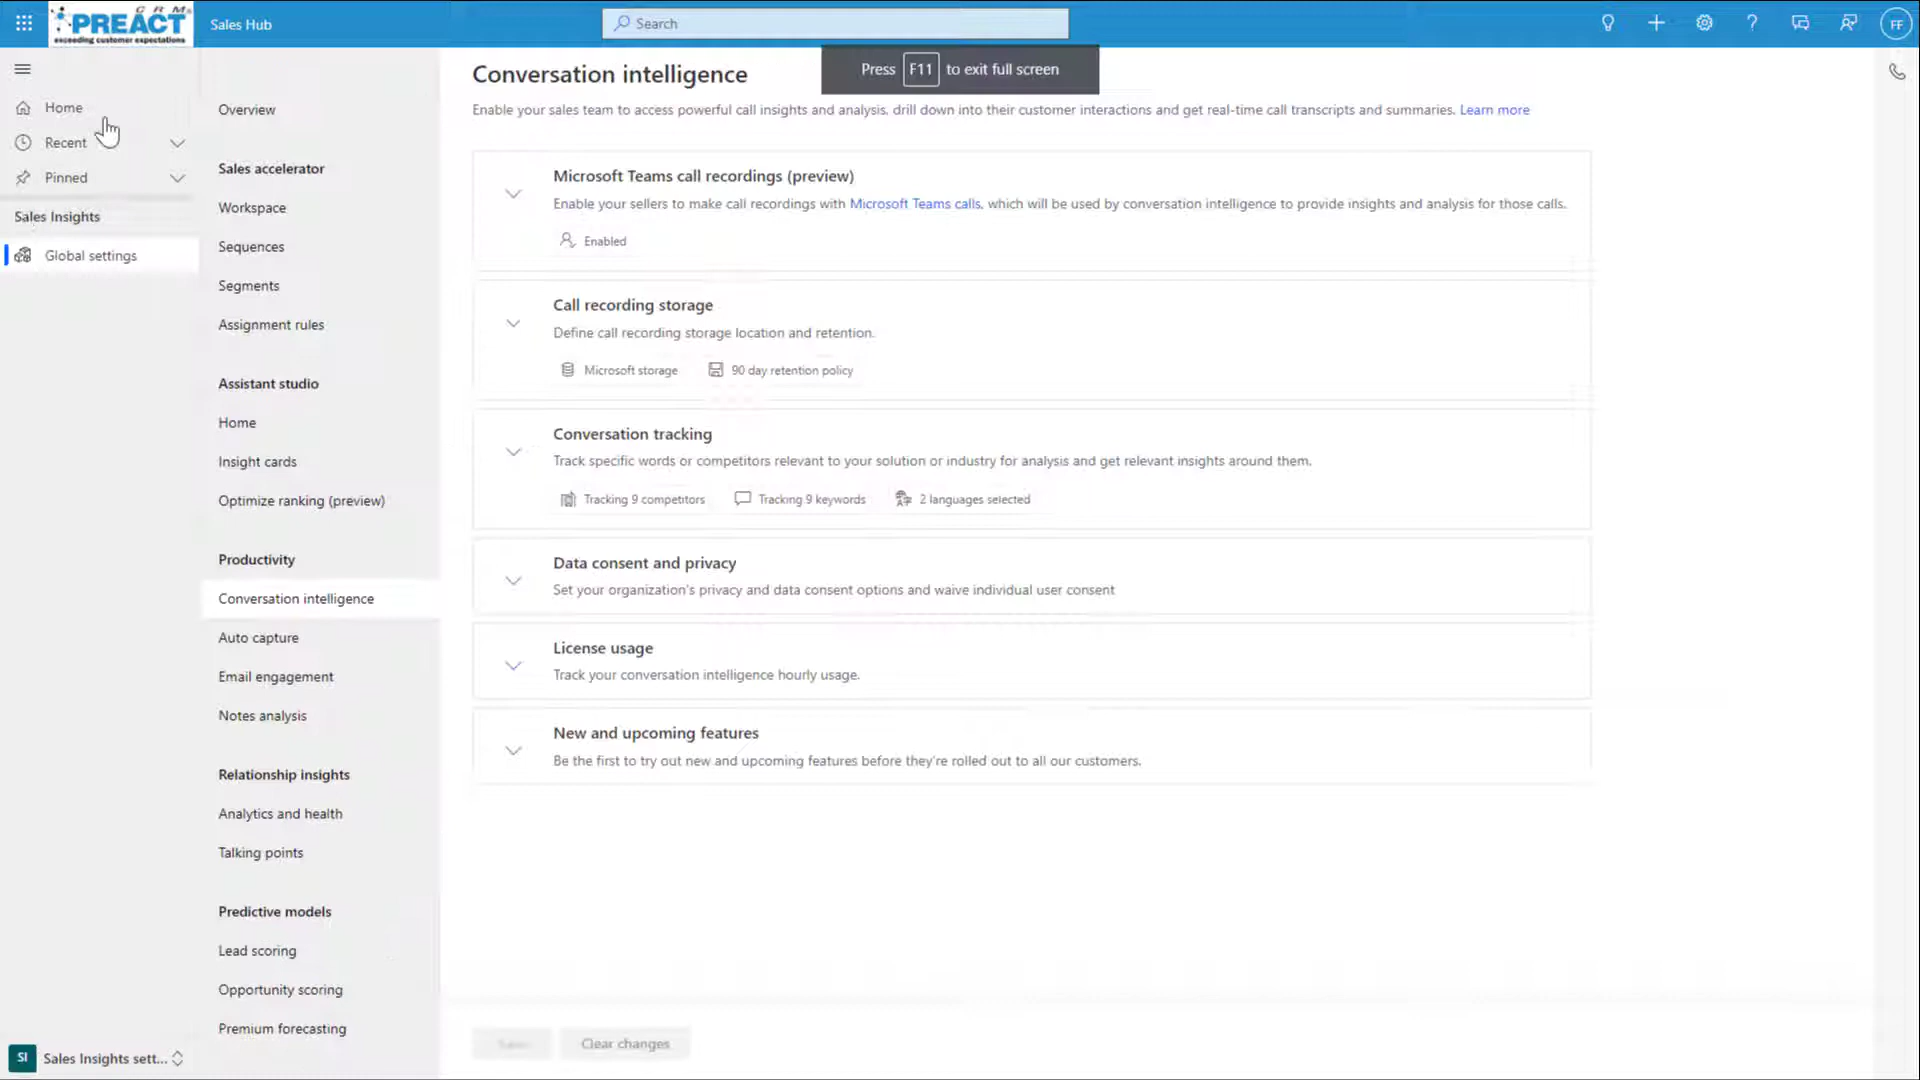 CRM
PREACT
exceeding customer expectations
Sales Hub
Search
FF
Press F11 to exit full screen
Home
Recent
Pinned
Sales Insights
Global settings
SI
Sales Insights sett...
Overview
Sales accelerator
Workspace
Sequences
Segments
Assignment rules
Assistant studio
Home
Insight cards
Optimize ranking (preview)
Productivity
Conversation intelligence
Auto capture
Email engagement
Notes analysis
Relationship insights
Analytics and health
Talking points
Predictive models
Lead scoring
Opportunity scoring
Premium forecasting
Conversation intelligence
Enable your sales team to access powerful call insights and analysis, drill down into their customer interactions and get real-time call transcripts and summaries. Learn more
Microsoft Teams call recordings (preview)
Enable your sellers to make call recordings with Microsoft Teams calls, which will be used by conversation intelligence to provide insights and analysis for those calls.
Enabled
Call recording storage
Define call recording storage location and retention.
Microsoft storage 90 day retention policy
Conversation tracking
Track specific words or competitors relevant to your solution or industry for analysis and get relevant insights around them.
Tracking 9 competitors Tracking 9 keywords 2 languages selected
Data consent and privacy
Set your organization's privacy and data consent options and waive individual user consent
License usage
Track your conversation intelligence hourly usage.
New and upcoming features
Be the first to try out new and upcoming features before they're rolled out to all our customers.
Clear changes